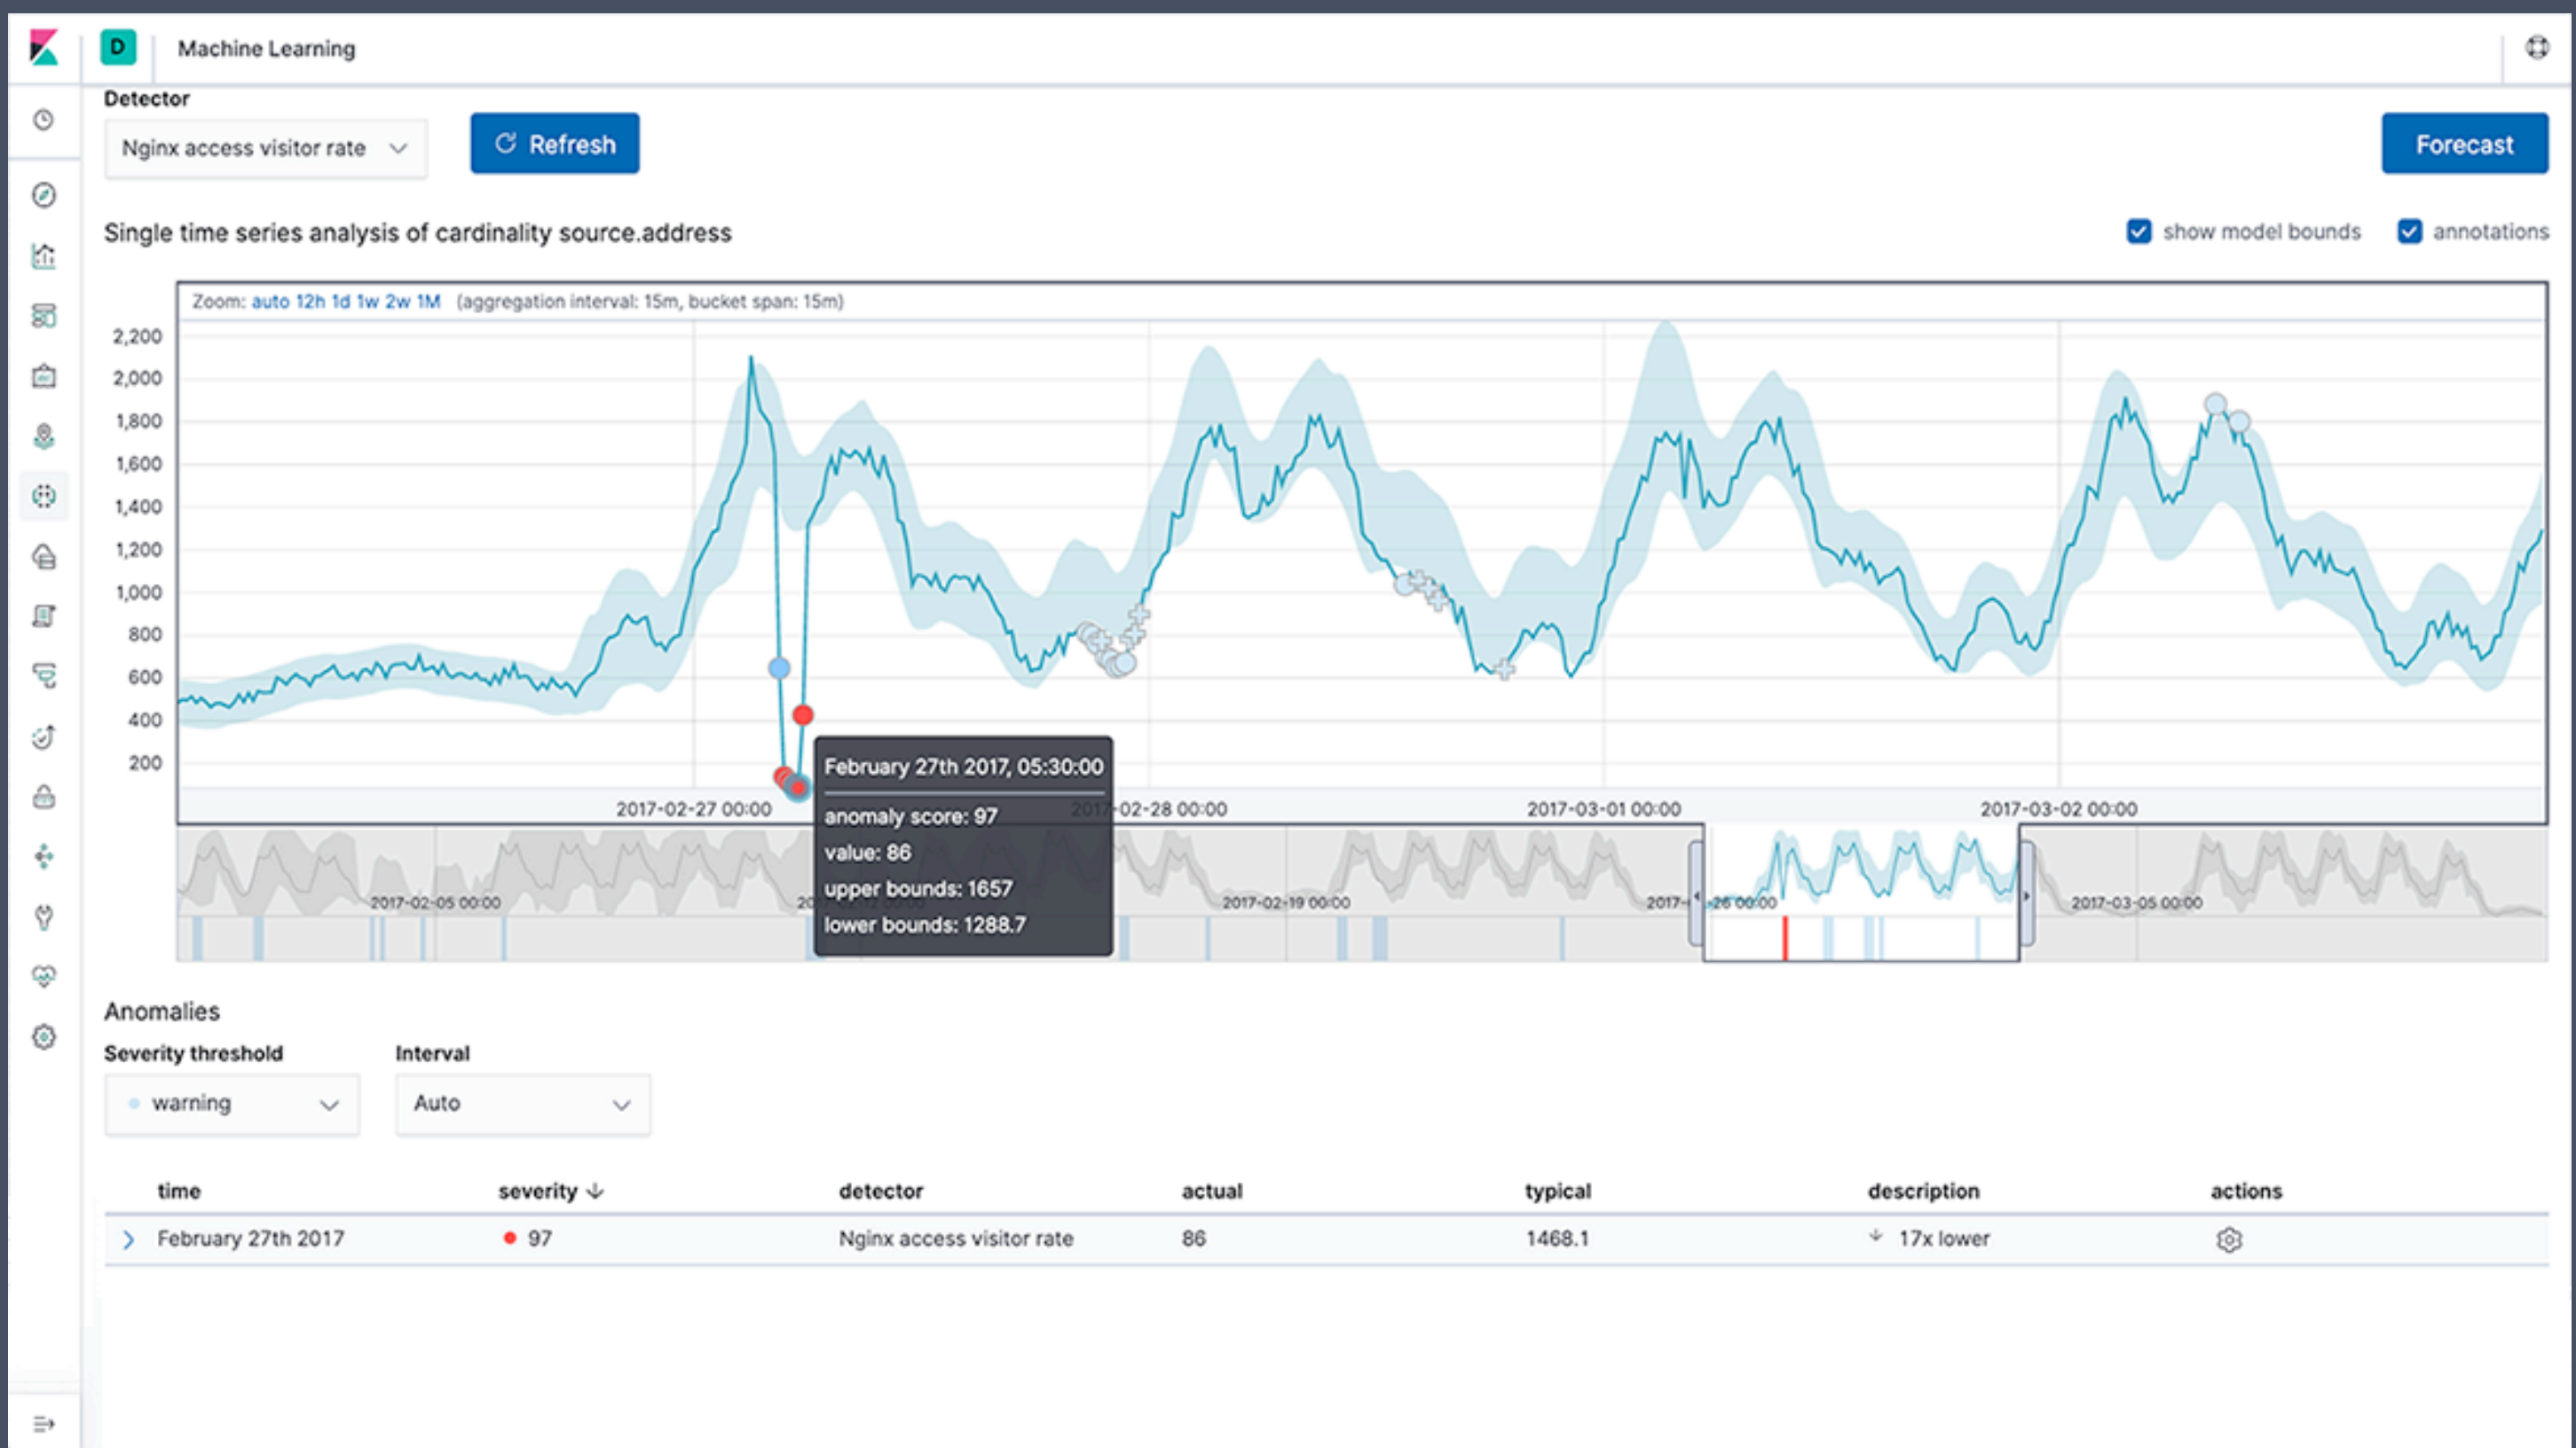 D Machine Learning
Detector
Nginx access visitor rate
Refresh
Forecast
Single time series analysis of cardinality source.address
show model bounds
annotations
Zoom: auto 12h 1d 1w 2w 1M (aggregation interval: 15m, bucket span: 15m)
2,200
2,000
1,800
1,600
1,400
1,200
1,000
800
600
400
200
2017-02-27 00:00
2017-02-28 00:00
2017-03-01 00:00
2017-03-02 00:00
February 27th 2017, 05:30:00
anomaly score: 97
value: 86
upper bounds: 1657
lower bounds: 1288.7
2017-02-05 00:00
2017-02-19 00:00
2017-03-05 00:00
Anomalies
Severity threshold
Interval
warning
Auto
time severity detector actual typical description actions
February 27th 2017 97 Nginx access visitor rate 86 1468.1 17x lower